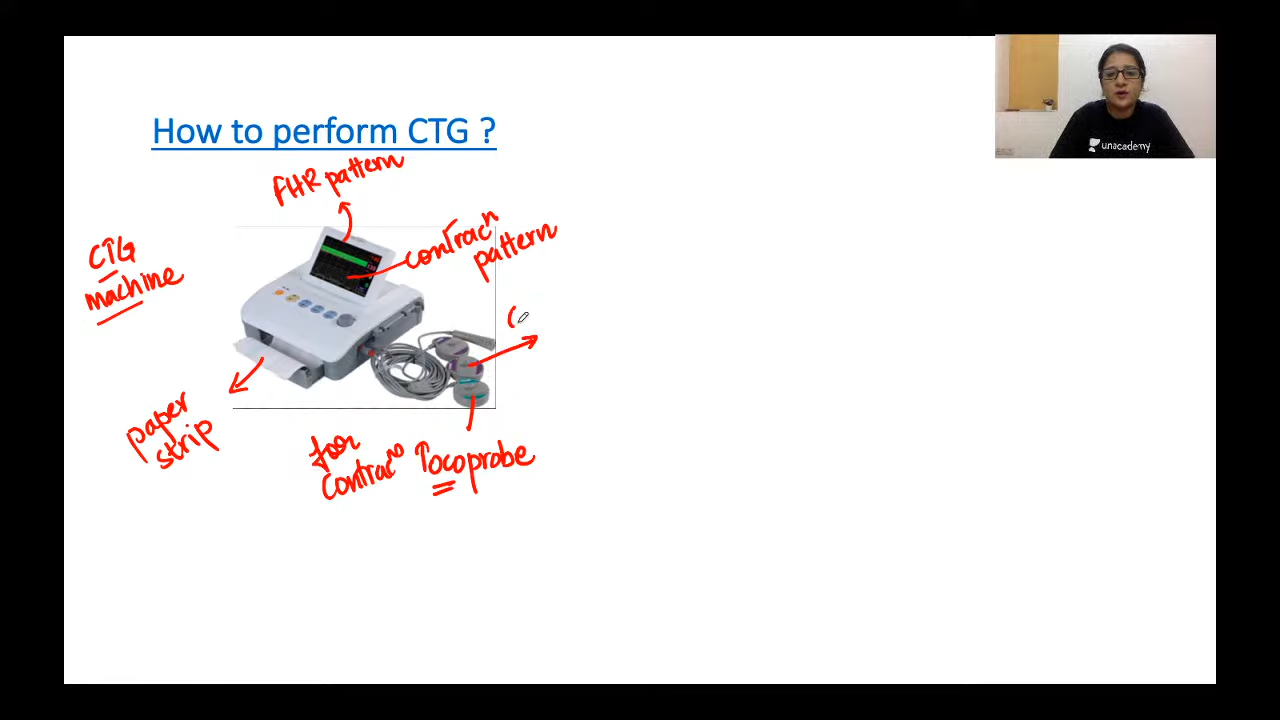 How to perform CTG ?
FHR pattern
contracⁿ
pattern
CTG
machine
(
paper
strip
for
contracⁿ
Tocoprobe
unacademy